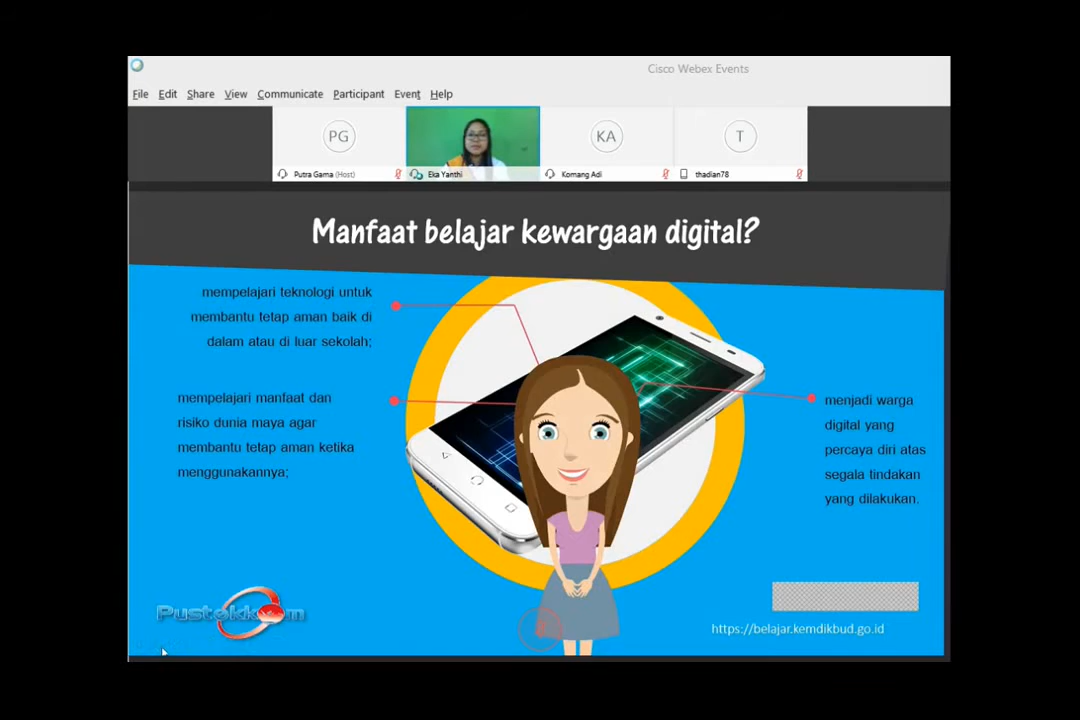 Cisco Webex Events
File Edit Share View Communicate Participant Event Help
PG
KA
T
Putra Gama (Host)
Eka Yanthi
Komang Adi
thadian78
Manfaat belajar kewargaan digital?
mempelajari teknologi untuk
membantu tetap aman baik di
dalam atau di luar sekolah;
mempelajari manfaat dan
risiko dunia maya agar
membantu tetap aman ketika
menggunakannya;
menjadi warga
digital yang
percaya diri atas
segala tindakan
yang dilakukan.
Pustekkom
https://belajar.kemdikbud.go.id